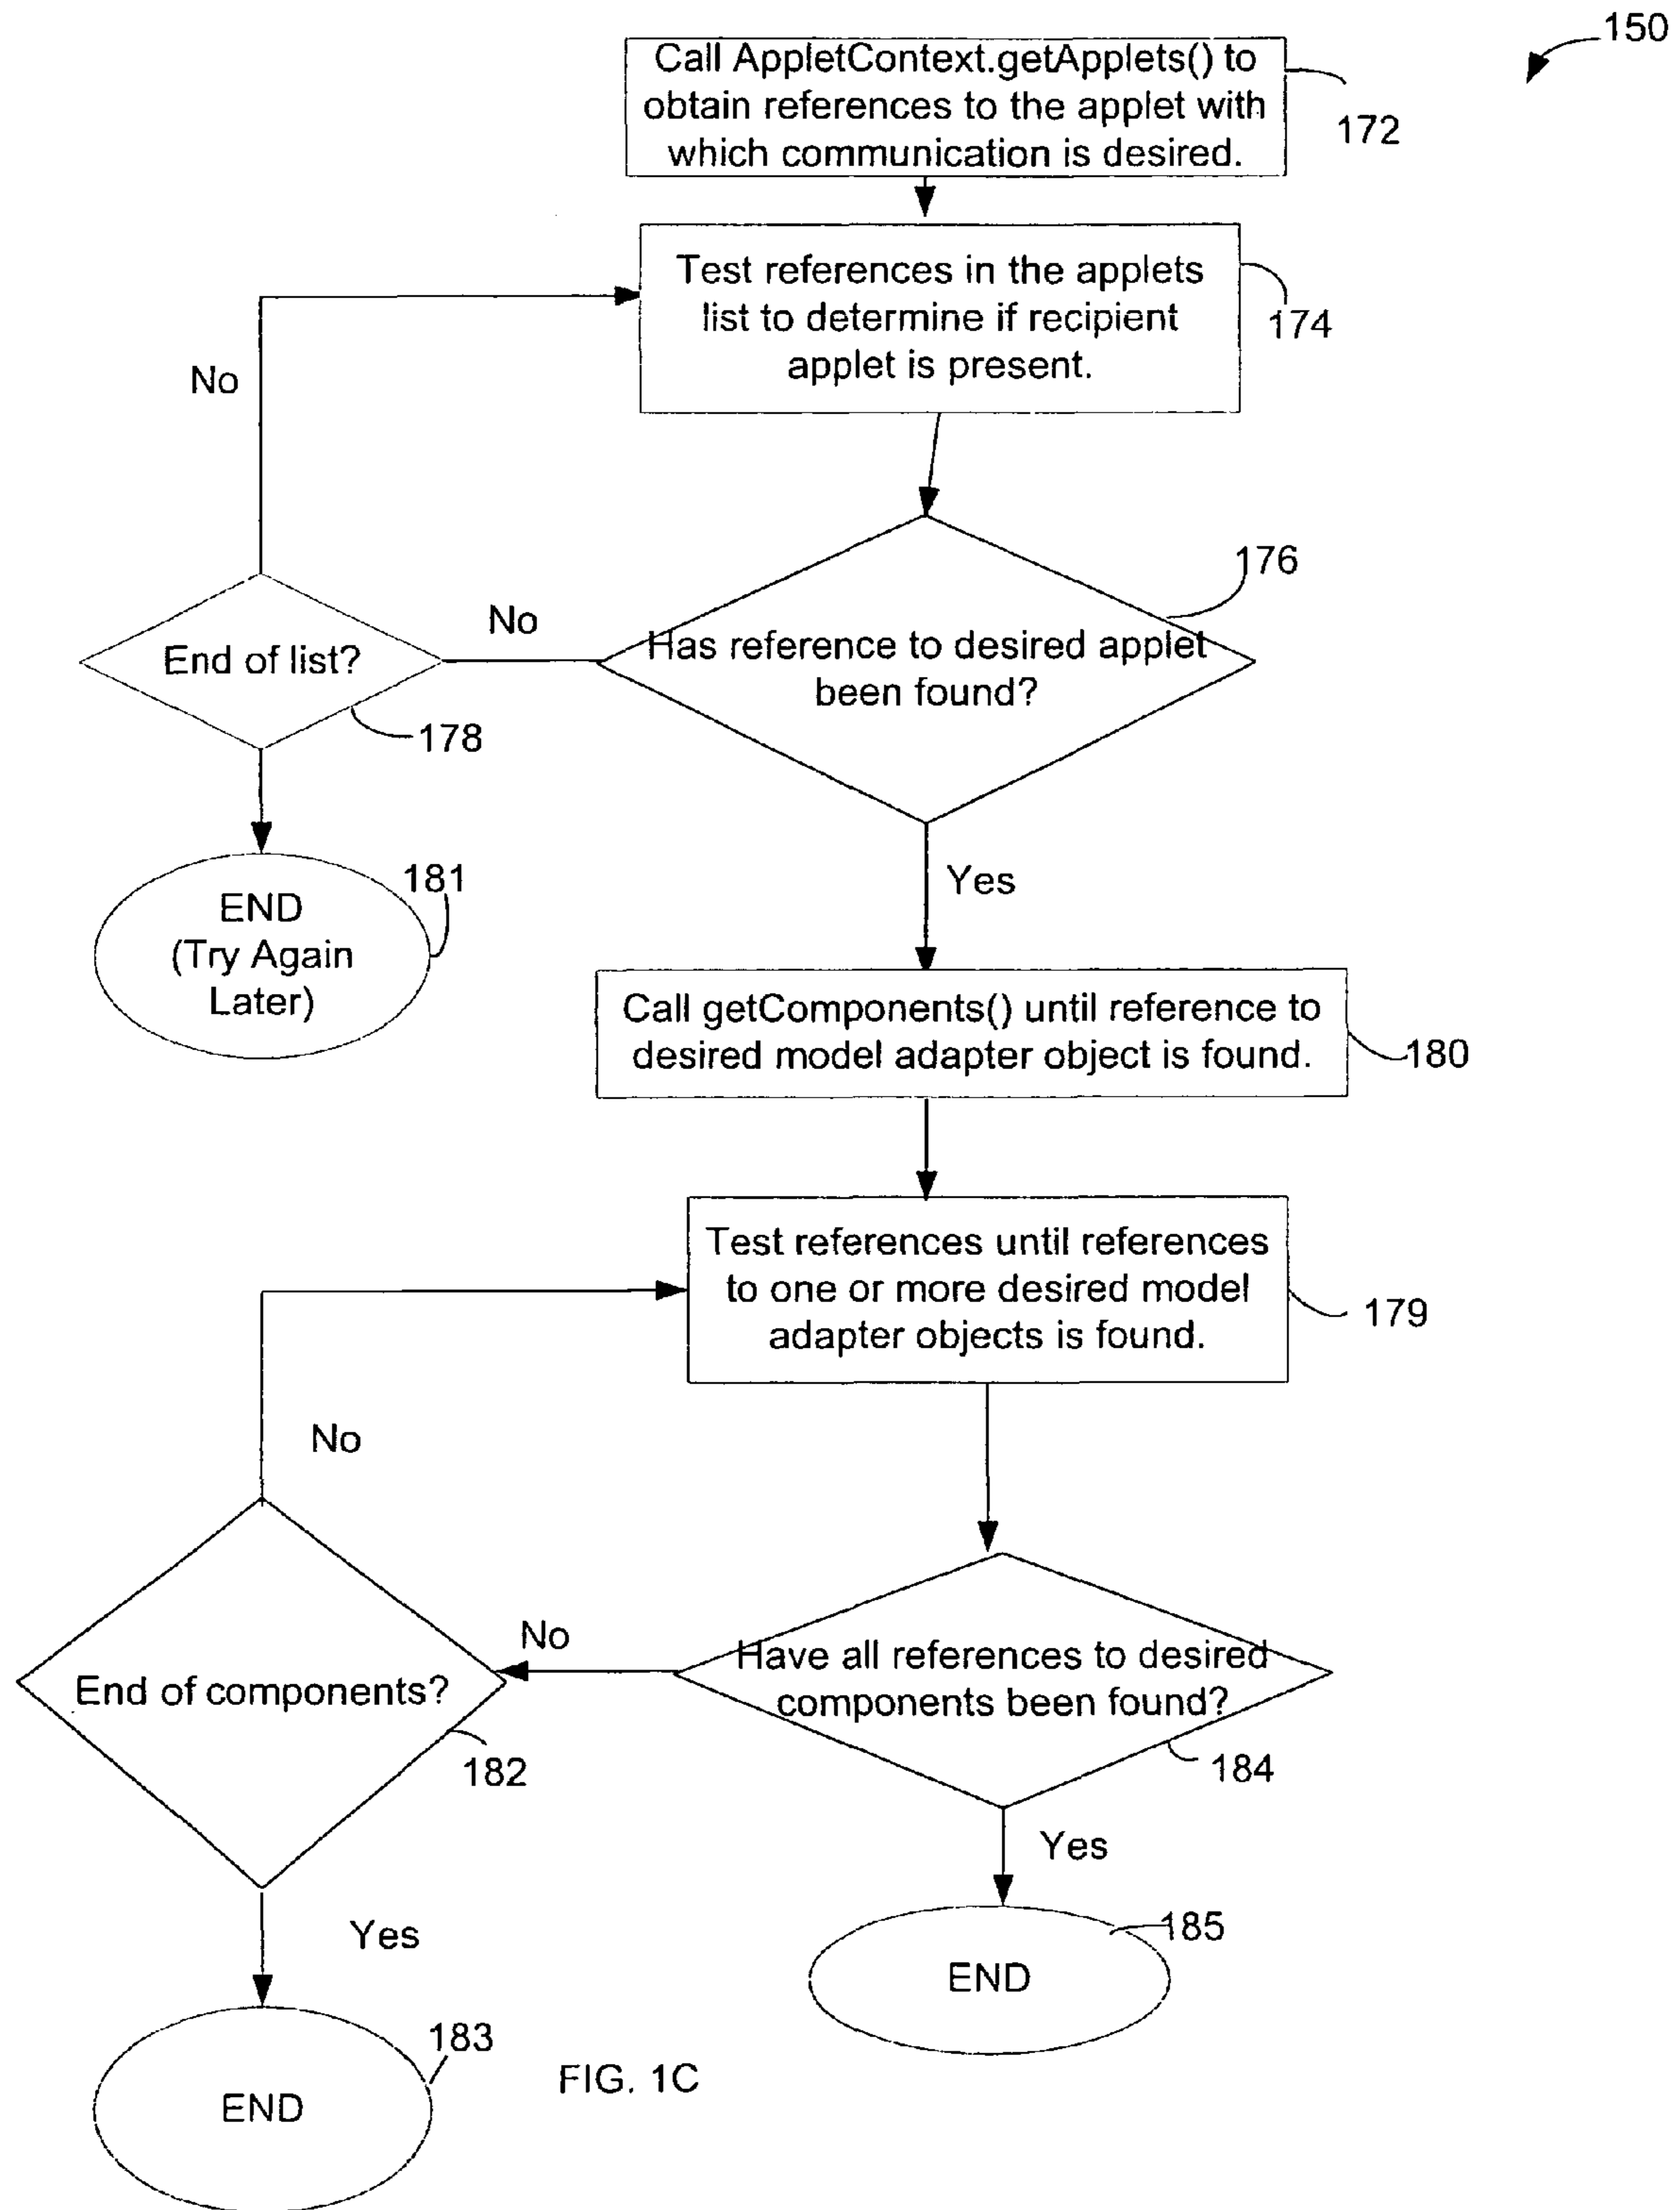 150
Call AppletContext.getApplets() to
obtain references to the applet with
which communication is desired.
172
Test references in the applets
list to determine if recipient
applet is present.
174
No
176
Has reference to desired applet
been found?
No
End of list?
178
Yes
181
END
(Try Again
Later)
Call getComponents() until reference to
desired model adapter object is found.
180
Test references until references
to one or more desired model
adapter objects is found.
179
No
Have all references to desired
components been found?
184
No
End of components?
182
Yes
Yes
185
END
183
END
FIG. 1C